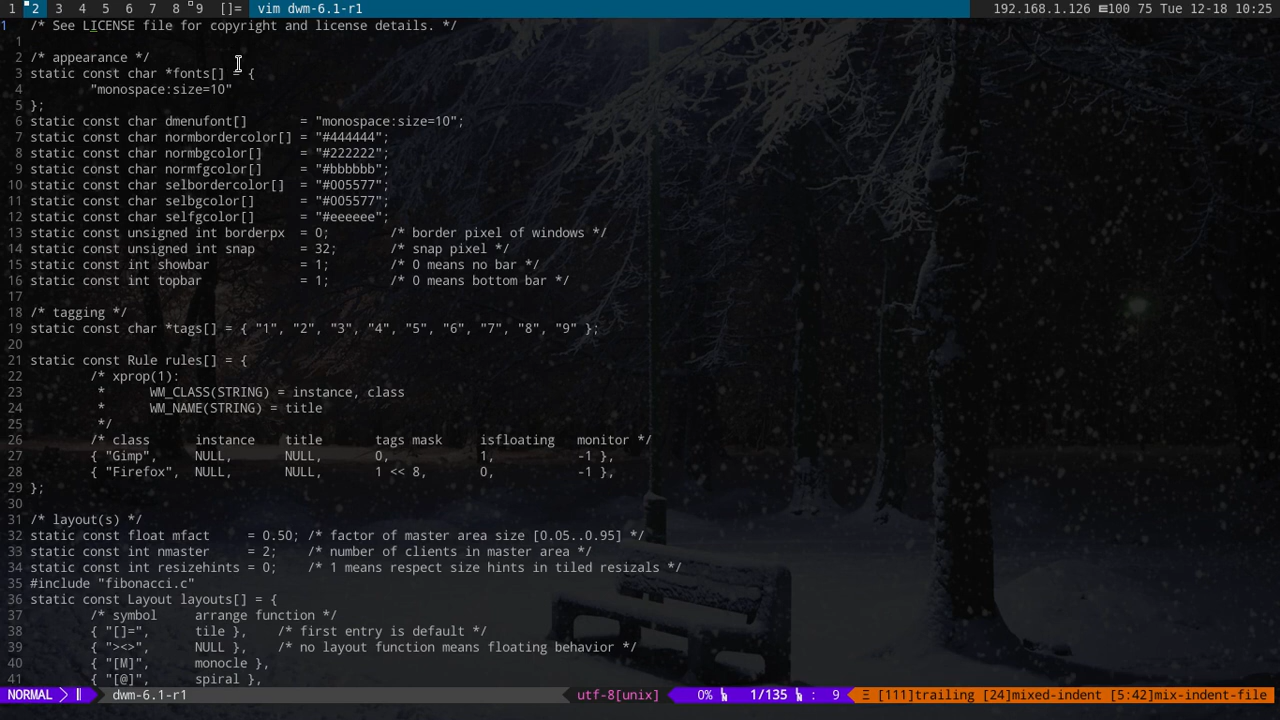 1 2 3 4 5 6 7 8 9 []= vim dwm-6.1-r1 192.168.1.126 100 75 Tue 12-18 10:25
1 /* See LICENSE file for copyright and license details. */
1
2 /* appearance */
3 static const char *fonts[] = {
4 "monospace:size=10"
5 };
6 static const char dmenufont[] = "monospace:size=10";
7 static const char normbordercolor[] = "#444444";
8 static const char normbgcolor[] = "#222222";
9 static const char normfgcolor[] = "#bbbbbb";
10 static const char selbordercolor[] = "#005577";
11 static const char selbgcolor[] = "#005577";
12 static const char selfgcolor[] = "#eeeeee";
13 static const unsigned int borderpx = 0; /* border pixel of windows */
14 static const unsigned int snap = 32; /* snap pixel */
15 static const int showbar = 1; /* 0 means no bar */
16 static const int topbar = 1; /* 0 means bottom bar */
17
18 /* tagging */
19 static const char *tags[] = { "1", "2", "3", "4", "5", "6", "7", "8", "9" };
20
21 static const Rule rules[] = {
22 /* xprop(1):
23 * WM_CLASS(STRING) = instance, class
24 * WM_NAME(STRING) = title
25 */
26 /* class instance title tags mask isfloating monitor */
27 { "Gimp", NULL, NULL, 0, 1, -1 },
28 { "Firefox", NULL, NULL, 1 << 8, 0, -1 },
29 };
30
31 /* layout(s) */
32 static const float mfact = 0.50; /* factor of master area size [0.05..0.95] */
33 static const int nmaster = 2; /* number of clients in master area */
34 static const int resizehints = 0; /* 1 means respect size hints in tiled resizals */
35 #include "fibonacci.c"
36 static const Layout layouts[] = {
37 /* symbol arrange function */
38 { "[]=", tile }, /* first entry is default */
39 { "><>", NULL }, /* no layout function means floating behavior */
40 { "[M]", monocle },
41 { "[@]", spiral },
NORMAL dwm-6.1-r1 utf-8[unix] 0% 1/135 : 9 Ξ [111]trailing [24]mixed-indent [5:42]mix-indent-file